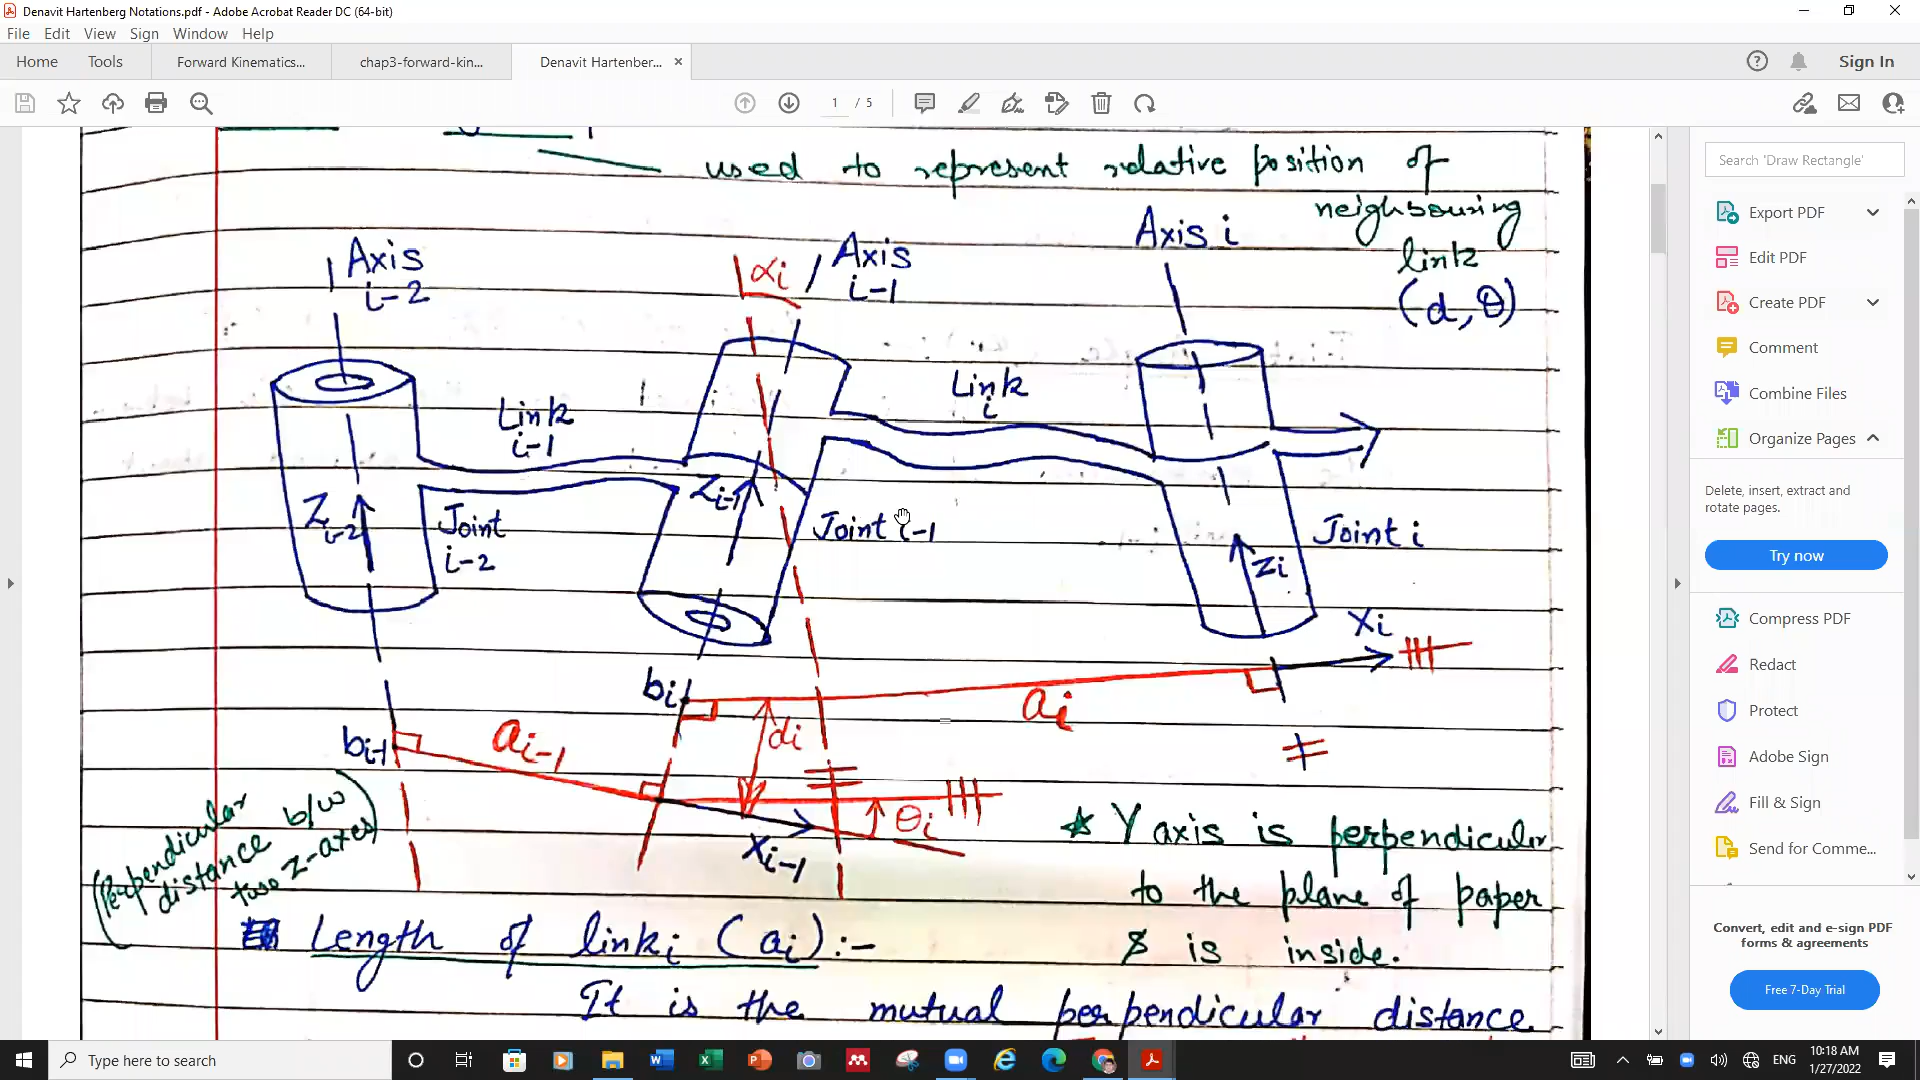 Denavit Hartenberg Notations.pdf - Adobe Acrobat Reader DC (64-bit)
File Edit View Sign Window Help
Home Tools Forward Kinematics... chap3-forward-kin... Denavit Hartenber... Sign In
1 / 5
used to represent relative position of
neighbouring
link
(d, θ)
Axis i-2
αi
Axis i-1
Axis i
Link i-1
Link i
Zi-2
Joint i-2
Zi-1
Joint i-1
Zi
Joint i
Xi
bi
ai
bi-1
ai-1
di
θi
Xi-1
(Perpendicular
distance b/w
two z-axes)
* Y axis is perpendicular
to the plane of paper
& is inside.
Length of linki (ai) :-
It is the mutual perpendicular distance
Search 'Draw Rectangle'
Export PDF
Edit PDF
Create PDF
Comment
Combine Files
Organize Pages
Delete, insert, extract and
rotate pages.
Try now
Compress PDF
Redact
Protect
Adobe Sign
Fill & Sign
Send for Comme...
Convert, edit and e-sign PDF
forms & agreements
Free 7-Day Trial
Type here to search
ENG
10:18 AM
1/27/2022